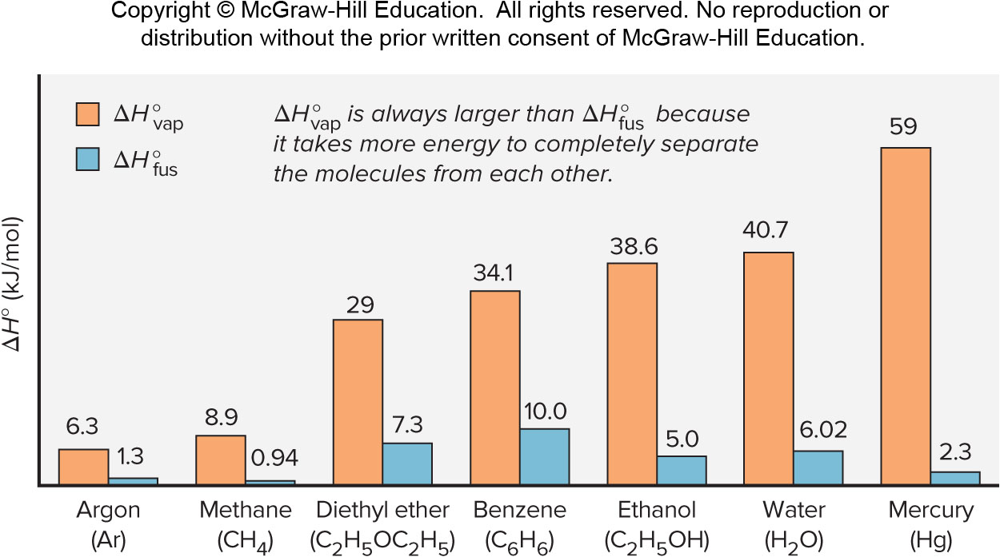 Copyright © McGraw-Hill Education.  All rights reserved. No reproduction or
distribution without the prior written consent of McGraw-Hill Education.
ΔH°vap
ΔH°fus
ΔH°vap is always larger than ΔH°fus because
it takes more energy to completely separate
the molecules from each other.
ΔH° (kJ/mol)
6.3
1.3
8.9
0.94
29
7.3
34.1
10.0
38.6
5.0
40.7
6.02
59
2.3
Argon
(Ar)
Methane
(CH₄)
Diethyl ether
(C₂H₅OC₂H₅)
Benzene
(C₆H₆)
Ethanol
(C₂H₅OH)
Water
(H₂O)
Mercury
(Hg)